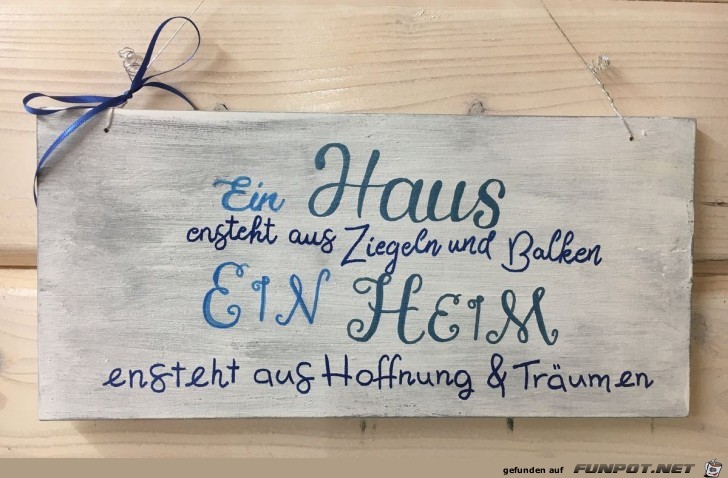 Ein Haus
ensteht aus Ziegeln und Balken
EIN HEIM
ensteht aus Hoffnung & Träumen
gefunden auf FUNPOT.NET